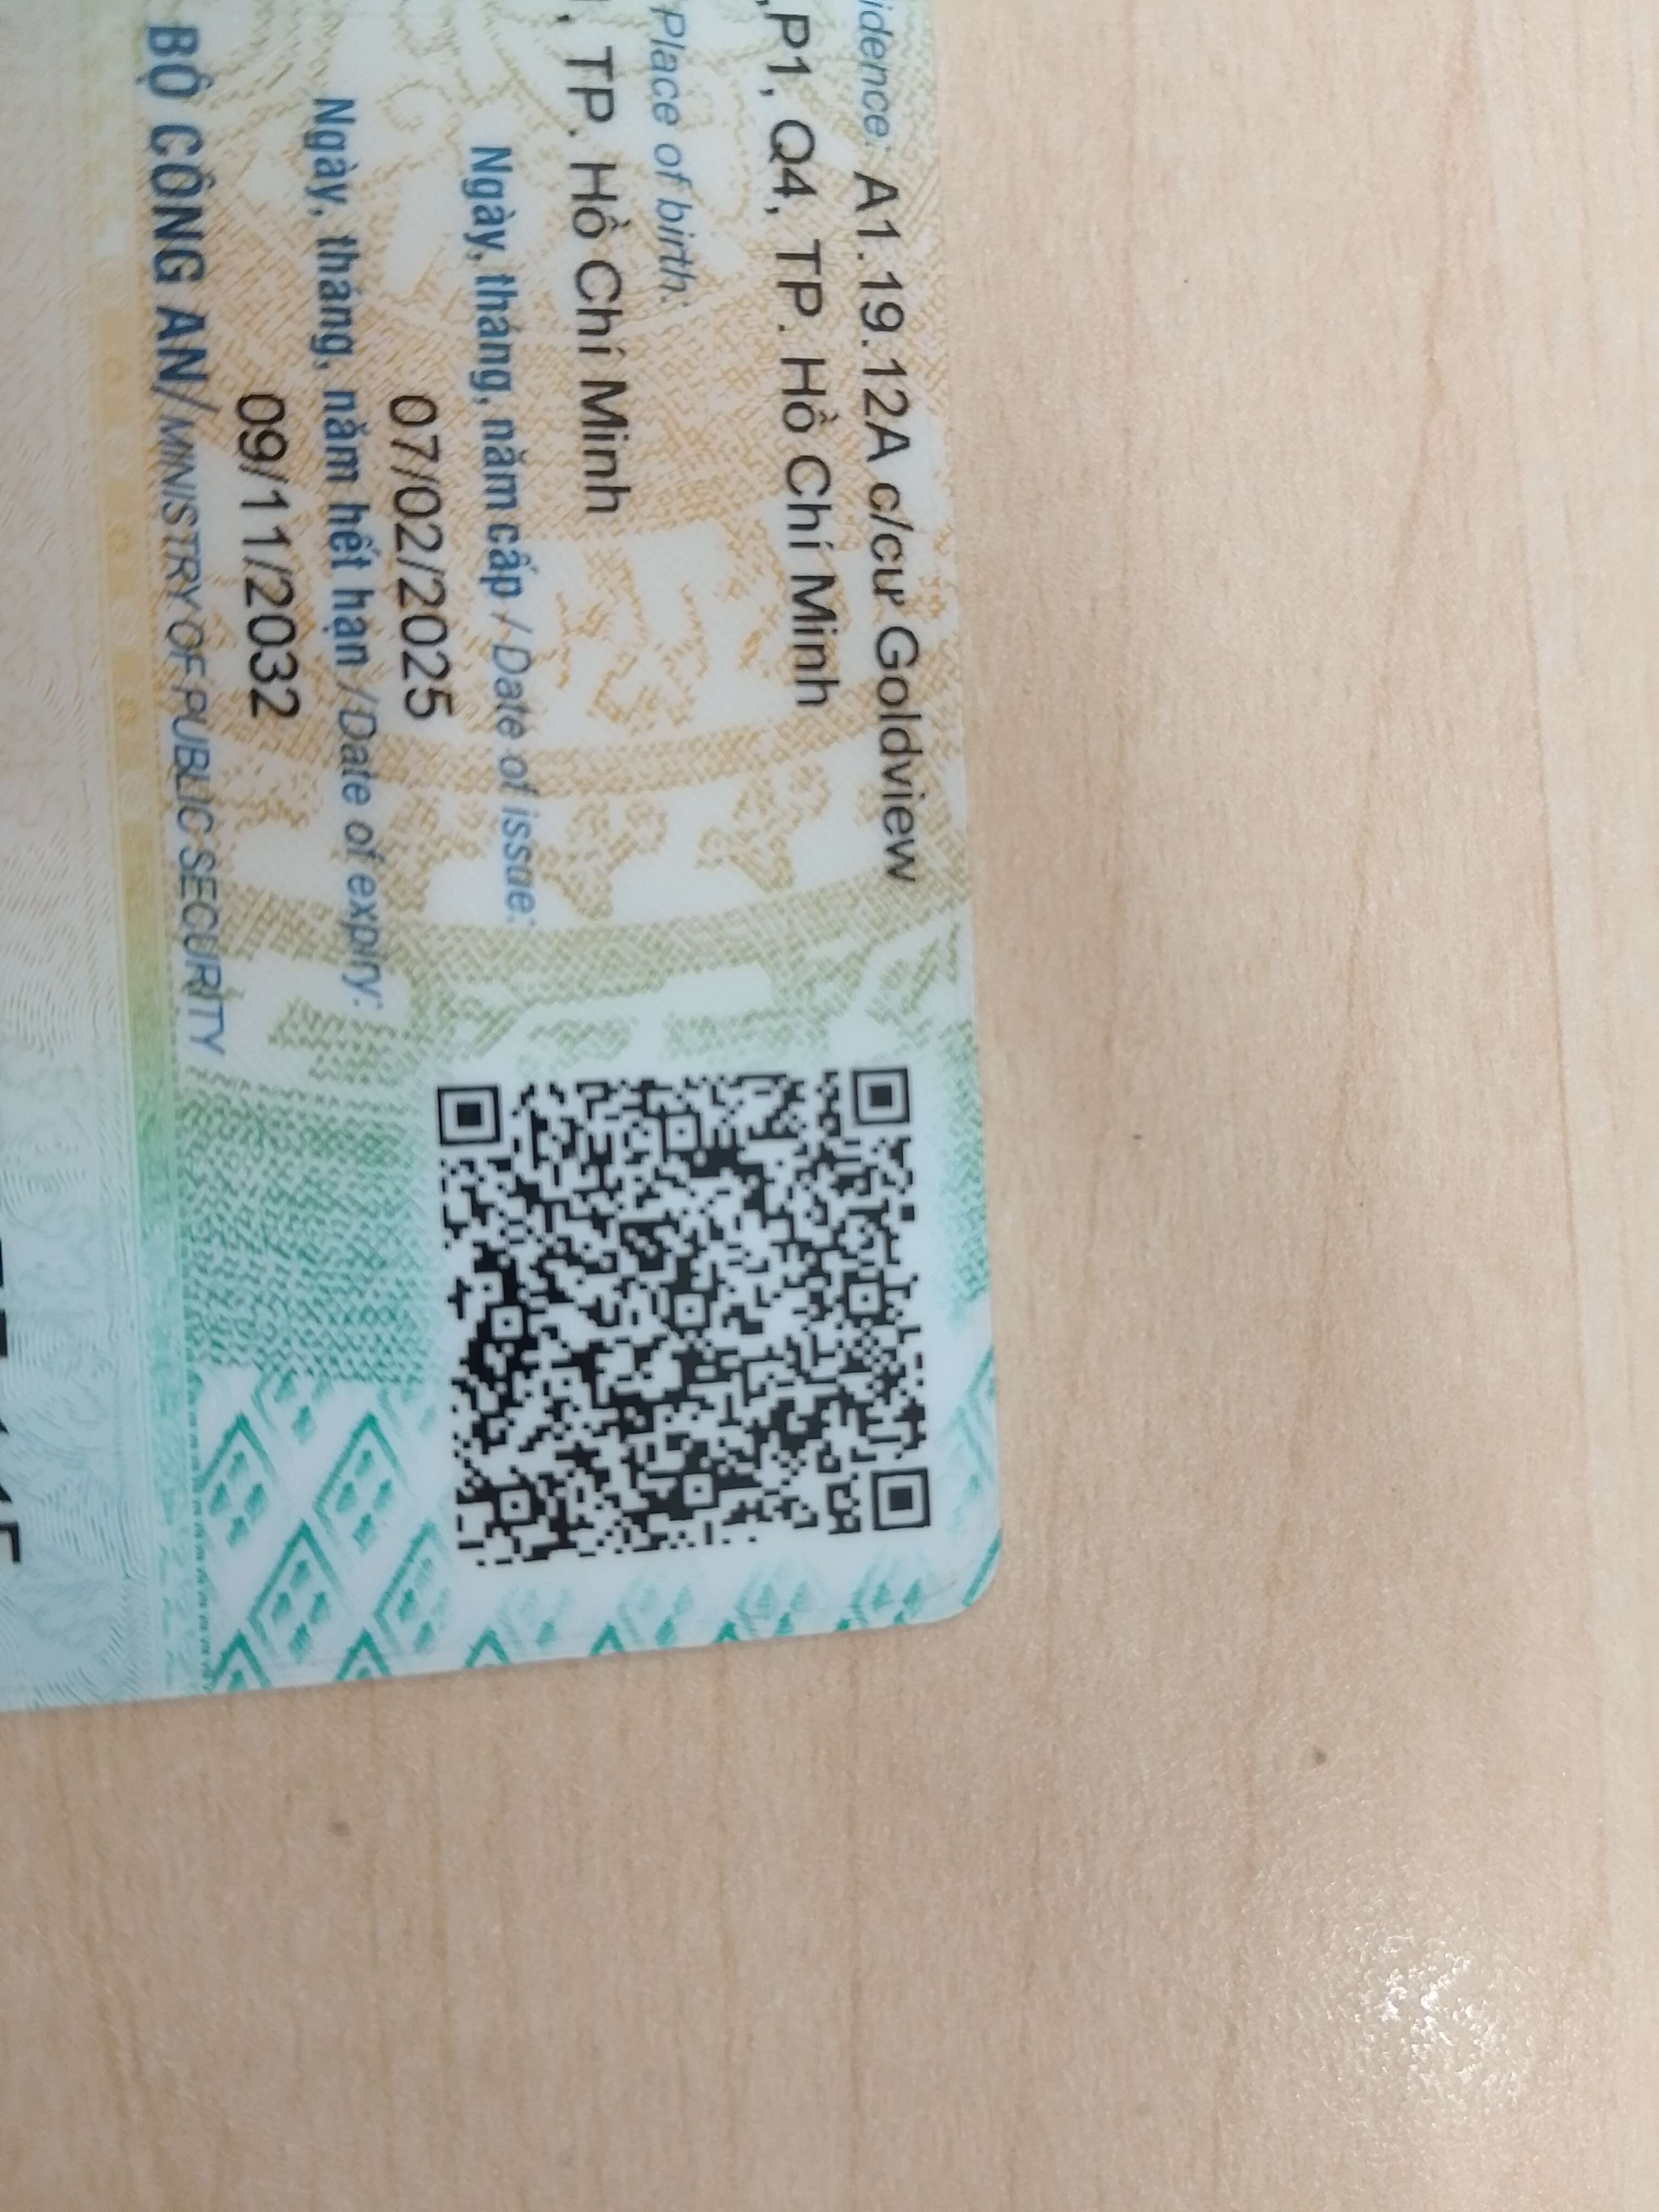 idence: A1.19.12A c/cư Goldview
,P1, Q4, TP. Hồ Chí Minh
Place of birth:
, TP. Hồ Chí Minh
Ngày, tháng, năm cấp / Date of issue:
07/02/2025
Ngày, tháng, năm hết hạn / Date of expiry:
09/11/2032
BỘ CÔNG AN/MINISTRY OF PUBLIC SECURITY